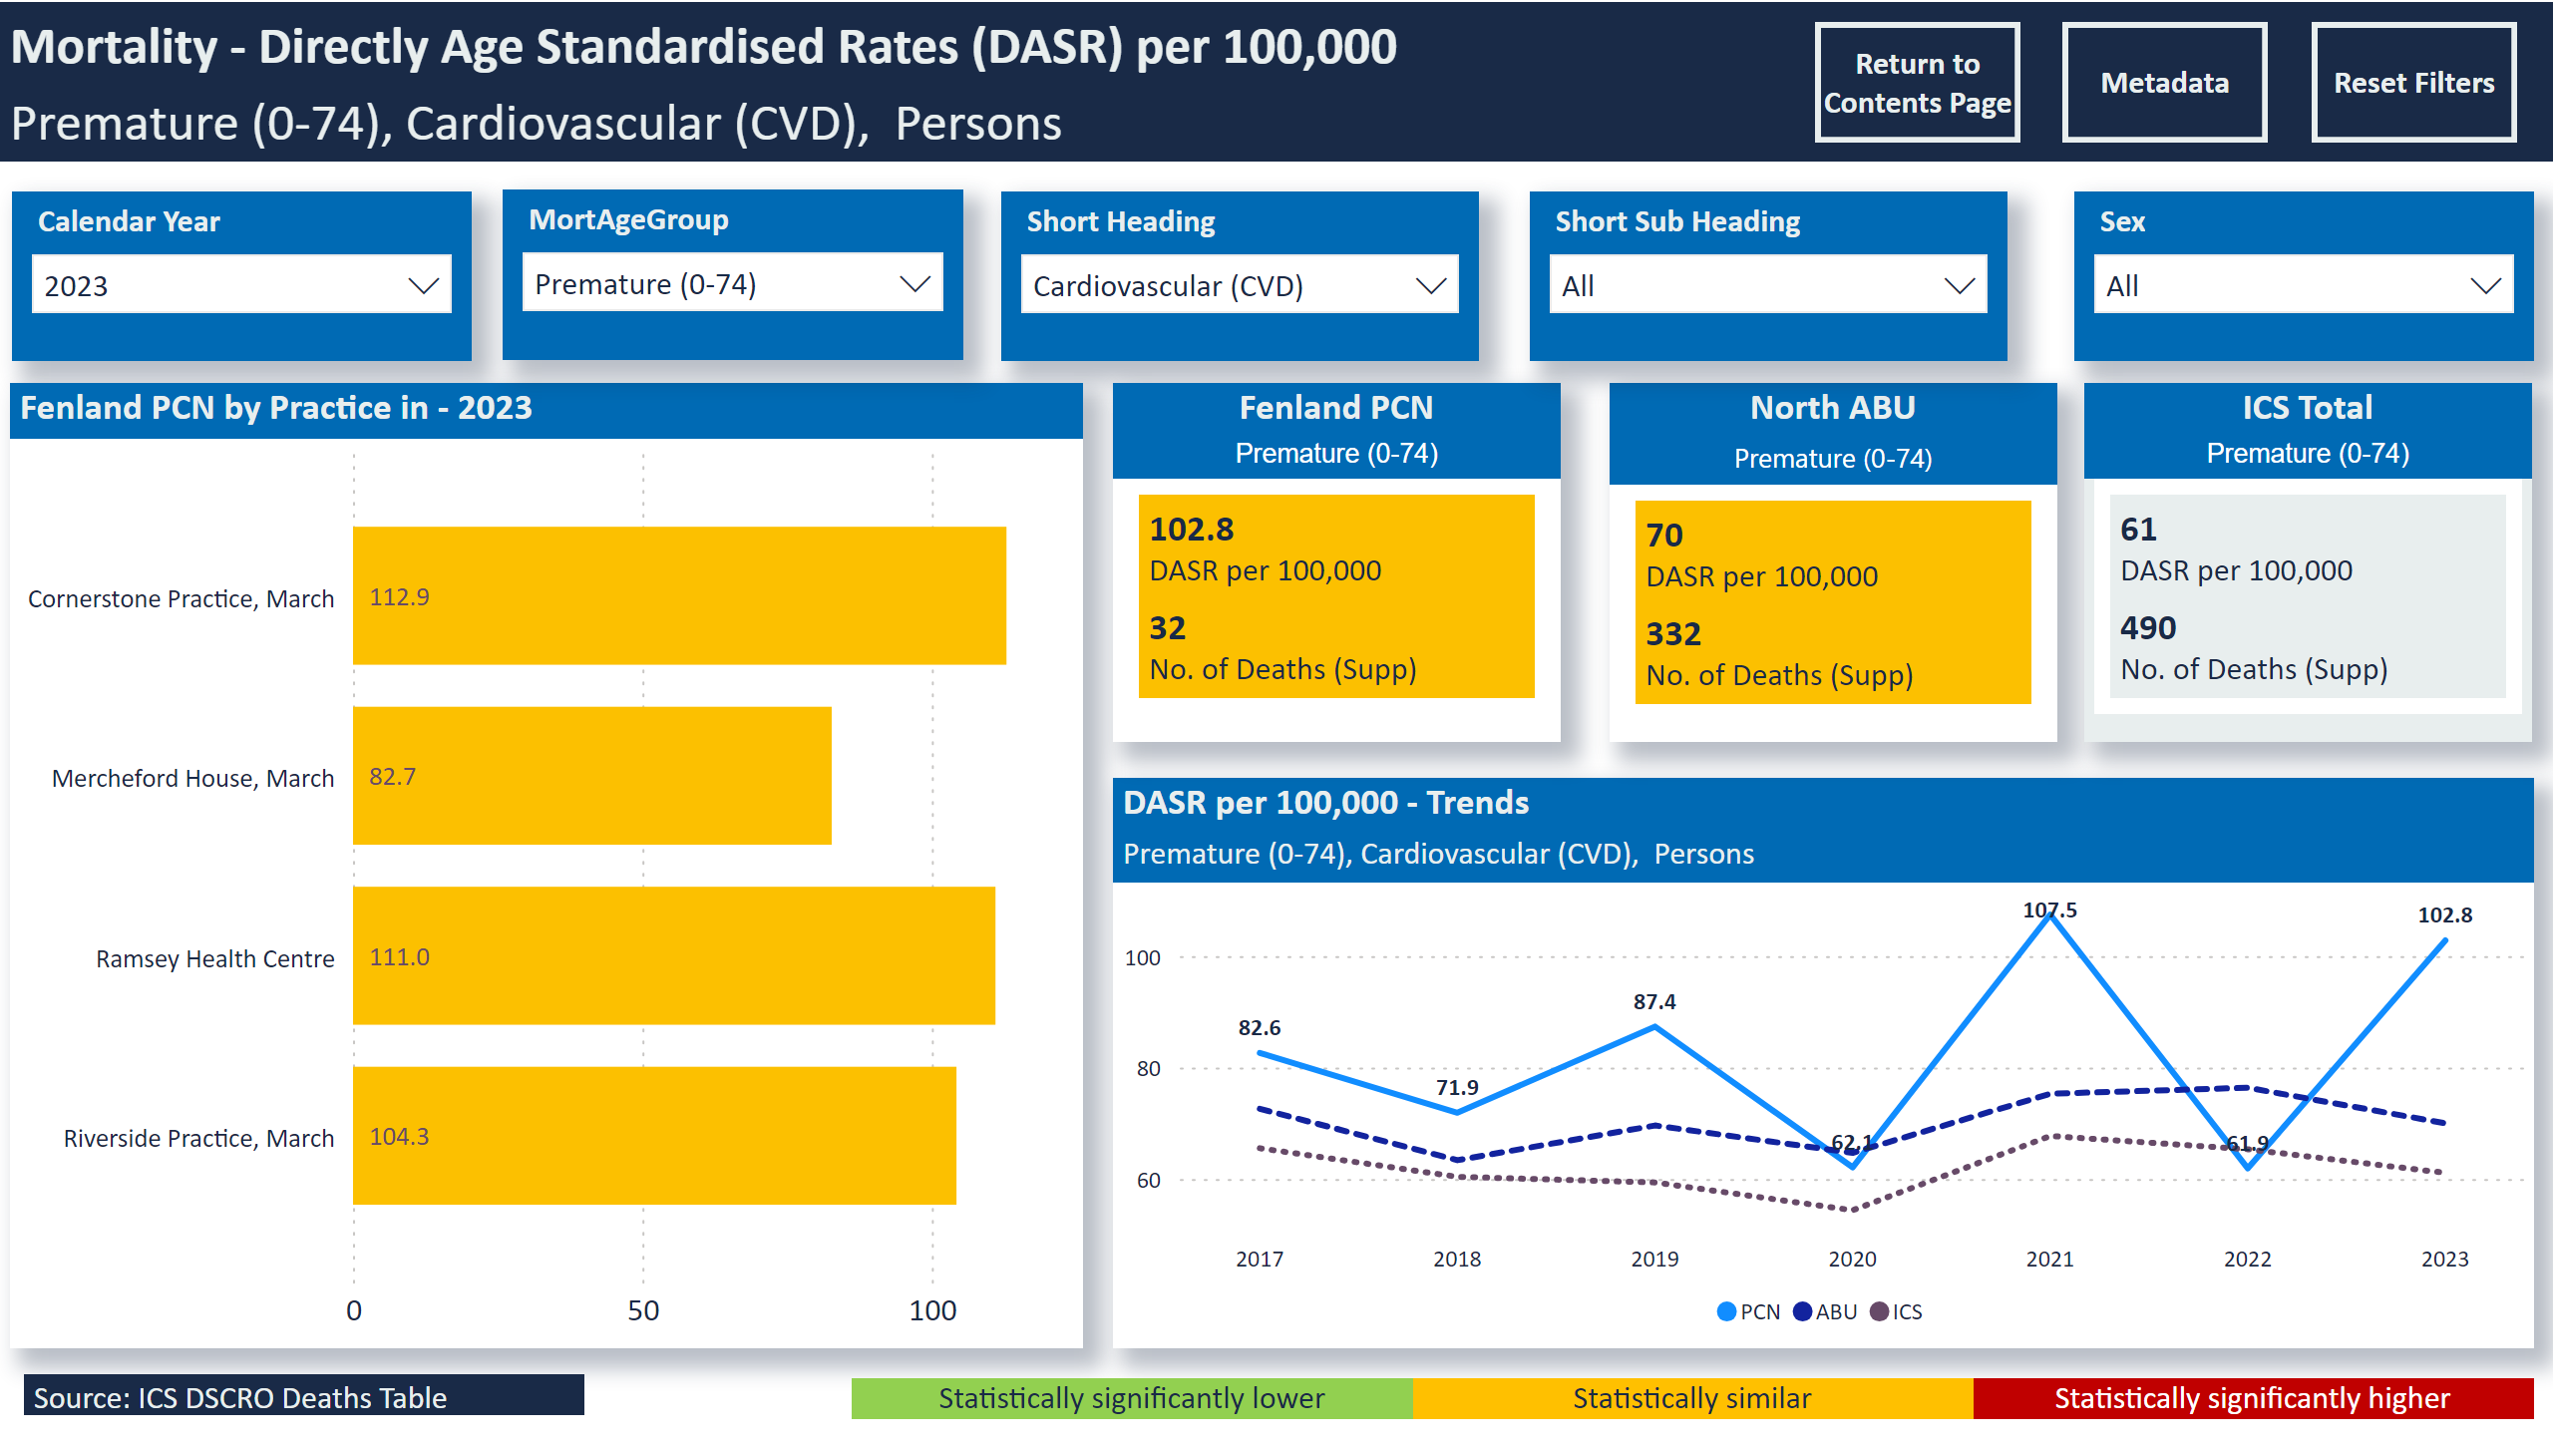 Mortality - Directly Age Standardised Rates (DASR) per 100,000
Premature (0-74), Cardiovascular (CVD),  Persons
Return to
Contents Page
Metadata
Reset Filters
Calendar Year
2023
MortAgeGroup
Premature (0-74)
Short Heading
Cardiovascular (CVD)
Short Sub Heading
All
Sex
All
Fenland PCN by Practice in - 2023
Cornerstone Practice, March
112.9
Mercheford House, March
82.7
Ramsey Health Centre
111.0
Riverside Practice, March
104.3
0
50
100
Fenland PCN
Premature (0-74)
102.8
DASR per 100,000
32
No. of Deaths (Supp)
North ABU
Premature (0-74)
70
DASR per 100,000
332
No. of Deaths (Supp)
ICS Total
Premature (0-74)
61
DASR per 100,000
490
No. of Deaths (Supp)
DASR per 100,000 - Trends
Premature (0-74), Cardiovascular (CVD),  Persons
100
80
60
82.6
71.9
87.4
62.1
107.5
61.9
102.8
2017
2018
2019
2020
2021
2022
2023
PCN
ABU
ICS
Source: ICS DSCRO Deaths Table
Statistically significantly lower
Statistically similar
Statistically significantly higher